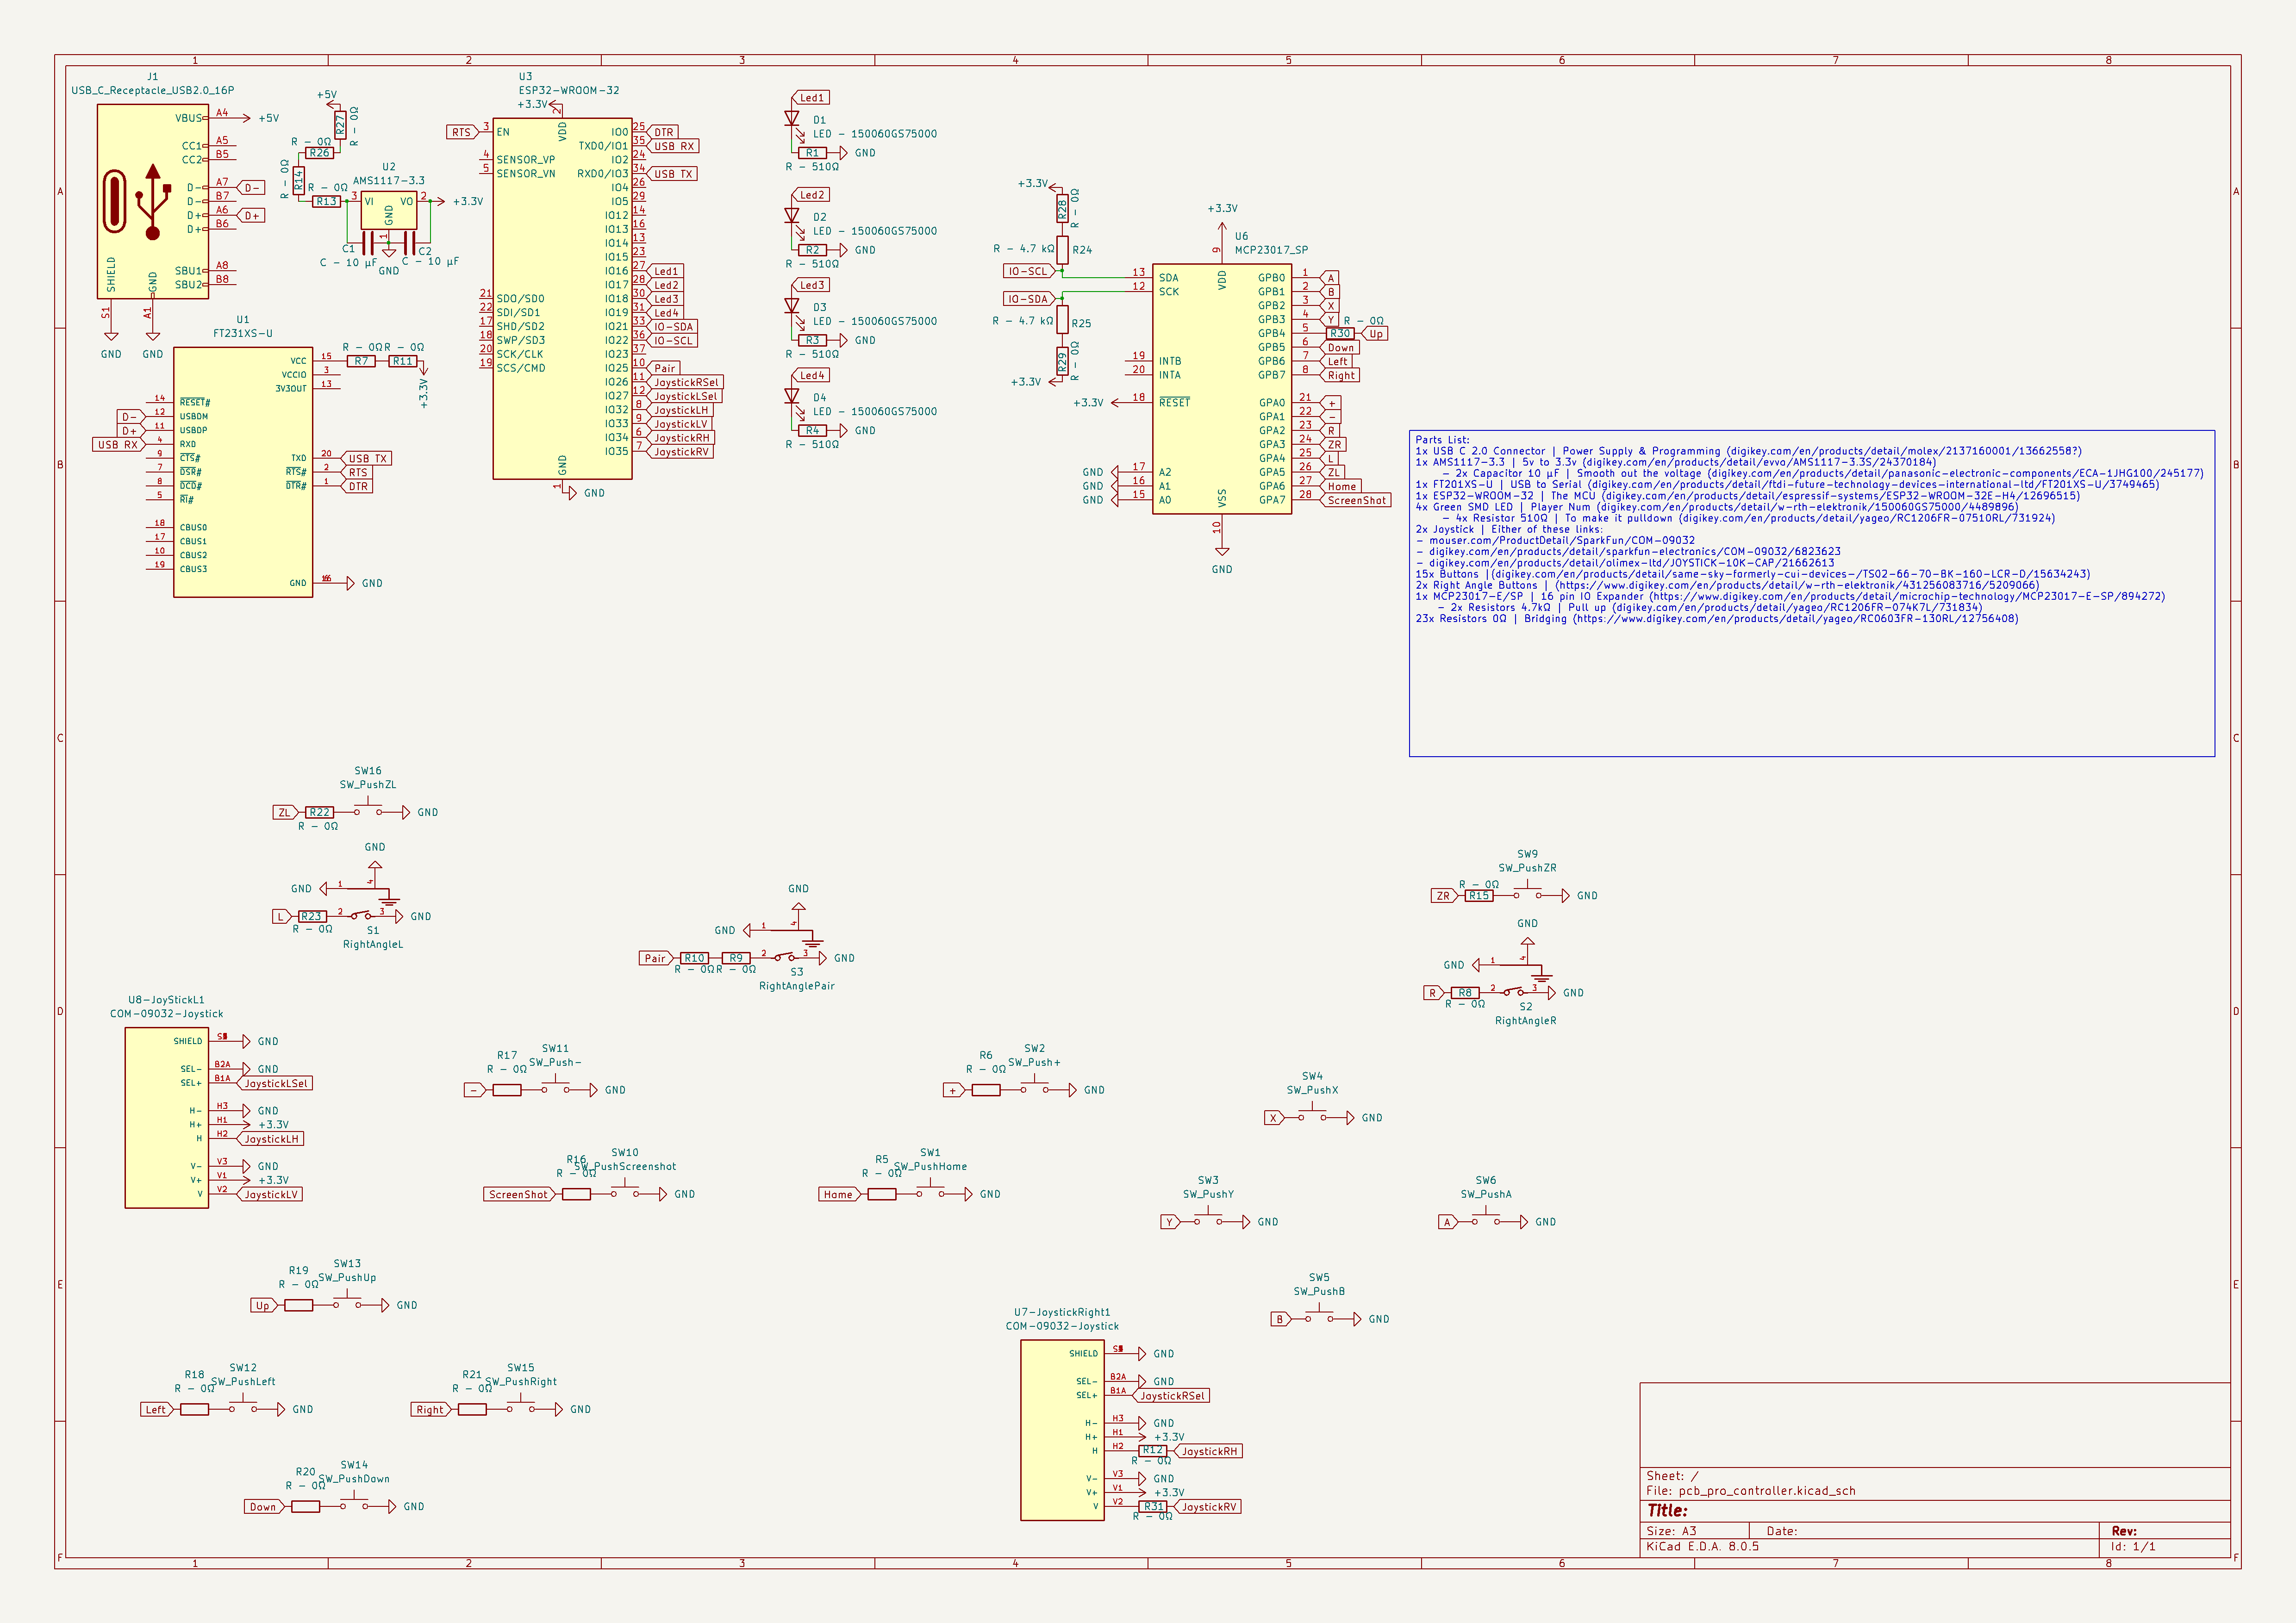 J1
USB_C_Receptacle_USB2.0_16P
VBUS A4 +5V
CC1 A5
CC2 B5
D- A7 D-
D- B7
D+ A6 D+
D+ B6
SBU1 A8
SBU2 B8
SHIELD S1 GND
GND A1 GND
+5V
R27 R - 0Ω
R - 0Ω
R26
R14 R - 0Ω
R - 0Ω
R13
U2
AMS1117-3.3
3 VI VO 2 +3.3V
GND 1
C1
C - 10 µF
C2
C - 10 µF
GND
U1
FT231XS-U
VCC 15
VCCIO 3
3V3OUT 13
14 RESET#
D- 12 USBDM
D+ 11 USBDP
USB RX 4 RXD
9 CTS#
7 DSR#
8 DCD#
5 RI#
18 CBUS0
17 CBUS1
10 CBUS2
19 CBUS3
TXD 20 USB TX
RTS# 2 RTS
DTR# 1 DTR
GND GND
R - 0Ω R - 0Ω
R7 R11
+3.3V
U3
ESP32-WROOM-32
+3.3V 2 VDD
RTS 3 EN
4 SENSOR_VP
5 SENSOR_VN
21 SDO/SD0
22 SDI/SD1
17 SHD/SD2
18 SWP/SD3
20 SCK/CLK
19 SCS/CMD
IO0 25 DTR
TXD0/IO1 35 USB RX
IO2 24
RXD0/IO3 34 USB TX
IO4 26
IO5 29
IO12 14
IO13 16
IO14 13
IO15 23
IO16 27 Led1
IO17 28 Led2
IO18 30 Led3
IO19 31 Led4
IO21 33 IO-SDA
IO22 36 IO-SCL
IO23 37
IO25 10 Pair
IO26 11 JoystickRSel
IO27 12 JoystickLSel
IO32 8 JoystickLH
IO33 9 JoystickLV
IO34 6 JoystickRH
IO35 7 JoystickRV
GND 1 GND
Led1
D1
LED - 150060GS75000
R1 GND
R - 510Ω
Led2
D2
LED - 150060GS75000
R2 GND
R - 510Ω
Led3
D3
LED - 150060GS75000
R3 GND
R - 510Ω
Led4
D4
LED - 150060GS75000
R4 GND
R - 510Ω
+3.3V
R28 R - 0Ω
R - 4.7 kΩ R24
IO-SCL
IO-SDA
R - 4.7 kΩ R25
R29 R - 0Ω
+3.3V
+3.3V
U6
MCP23017_SP
9 VDD
13 SDA
12 SCK
19 INTB
20 INTA
+3.3V 18 RESET
GND 17 A2
GND 16 A1
GND 15 A0
GPB0 1 A
GPB1 2 B
GPB2 3 X
GPB3 4 Y R - 0Ω
GPB4 5 R30 Up
GPB5 6 Down
GPB6 7 Left
GPB7 8 Right
GPA0 21 +
GPA1 22 -
GPA2 23 R
GPA3 24 ZR
GPA4 25 L
GPA5 26 ZL
GPA6 27 Home
GPA7 28 ScreenShot
VSS 10
GND
Parts List:
1x USB C 2.0 Connector | Power Supply & Programming (digikey.com/en/products/detail/molex/2137160001/13662558?)
1x AMS1117-3.3 | 5v to 3.3v (digikey.com/en/products/detail/evvo/AMS1117-3.3S/24370184)
- 2x Capacitor 10 µF | Smooth out the voltage (digikey.com/en/products/detail/panasonic-electronic-components/ECA-1JHG100/245177)
1x FT201XS-U | USB to Serial (digikey.com/en/products/detail/ftdi-future-technology-devices-international-ltd/FT201XS-U/3749465)
1x ESP32-WROOM-32 | The MCU (digikey.com/en/products/detail/espressif-systems/ESP32-WROOM-32E-H4/12696515)
4x Green SMD LED | Player Num (digikey.com/en/products/detail/w-rth-elektronik/150060GS75000/4489896)
- 4x Resistor 510Ω | To make it pulldown (digikey.com/en/products/detail/yageo/RC1206FR-07510RL/731924)
2x Joystick | Either of these links:
- mouser.com/ProductDetail/SparkFun/COM-09032
- digikey.com/en/products/detail/sparkfun-electronics/COM-09032/6823623
- digikey.com/en/products/detail/olimex-ltd/JOYSTICK-10K-CAP/21662613
15x Buttons |(digikey.com/en/products/detail/same-sky-formerly-cui-devices-/TS02-66-70-BK-160-LCR-D/15634243)
2x Right Angle Buttons | (https://www.digikey.com/en/products/detail/w-rth-elektronik/431256083716/5209066)
1x MCP23017-E/SP | 16 pin IO Expander (https://www.digikey.com/en/products/detail/microchip-technology/MCP23017-E-SP/894272)
- 2x Resistors 4.7kΩ | Pull up (digikey.com/en/products/detail/yageo/RC1206FR-074K7L/731834)
23x Resistors 0Ω | Bridging (https://www.digikey.com/en/products/detail/yageo/RC0603FR-130RL/12756408)
SW16
SW_PushZL
ZL R22 GND
R - 0Ω
GND
GND 1 4
L R23 2 3 GND
R - 0Ω S1
RightAngleL
GND
GND 1 4
Pair R10 R9 2 3 GND
R - 0Ω R - 0Ω S3
RightAnglePair
SW9
SW_PushZR
R - 0Ω
ZR R15 GND
GND
GND 1 4
R R8 2 3 GND
R - 0Ω S2
RightAngleR
U8-JoyStickL1
COM-09032-Joystick
SHIELD GND
SEL- B2A GND
SEL+ B1A JoystickLSel
H- H3 GND
H+ H1 +3.3V
H H2 JoystickLH
V- V3 GND
V+ V1 +3.3V
V V2 JoystickLV
R17 SW11
R - 0Ω SW_Push-
- GND
R6 SW2
R - 0Ω SW_Push+
+ GND
SW4
SW_PushX
X GND
R16 SW10
R - 0Ω SW_PushScreenshot
ScreenShot GND
R5 SW1
R - 0Ω SW_PushHome
Home GND
SW3
SW_PushY
Y GND
SW6
SW_PushA
A GND
R19 SW13
R - 0Ω SW_PushUp
Up GND
SW5
SW_PushB
B GND
R18 SW12
R - 0Ω SW_PushLeft
Left GND
R21 SW15
R - 0Ω SW_PushRight
Right GND
R20 SW14
R - 0Ω SW_PushDown
Down GND
U7-JoystickRight1
COM-09032-Joystick
SHIELD GND
SEL- B2A GND
SEL+ B1A JoystickRSel
H- H3 GND
H+ H1 +3.3V
H H2 R12 JoystickRH
R - 0Ω
V- V3 GND
V+ V1 +3.3V
V V2 R31 JoystickRV
R - 0Ω
Sheet: /
File: pcb_pro_controller.kicad_sch
Title:
Size: A3 Date: Rev:
KiCad E.D.A. 8.0.5 Id: 1/1
1 2 3 4 5 6 7 8
1 2 3 4 5 6 7 8
A B C D E F
A B C D E F